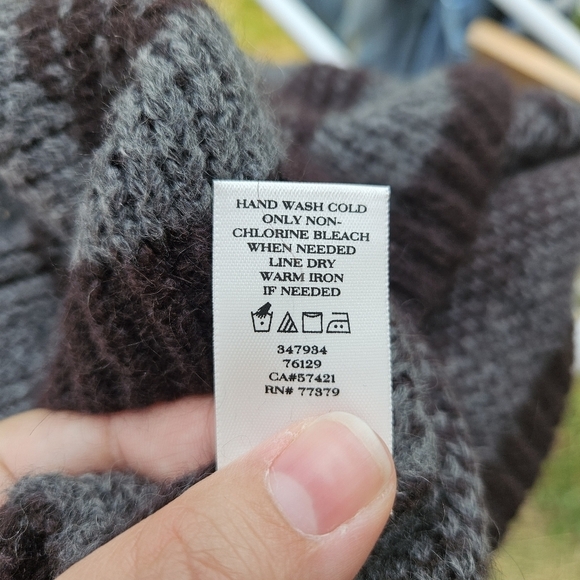 HAND WASH COLD
ONLY NON-
CHLORINE BLEACH
WHEN NEEDED
LINE DRY
WARM IRON
IF NEEDED
347934
76129
CA#57421
RN# 77379